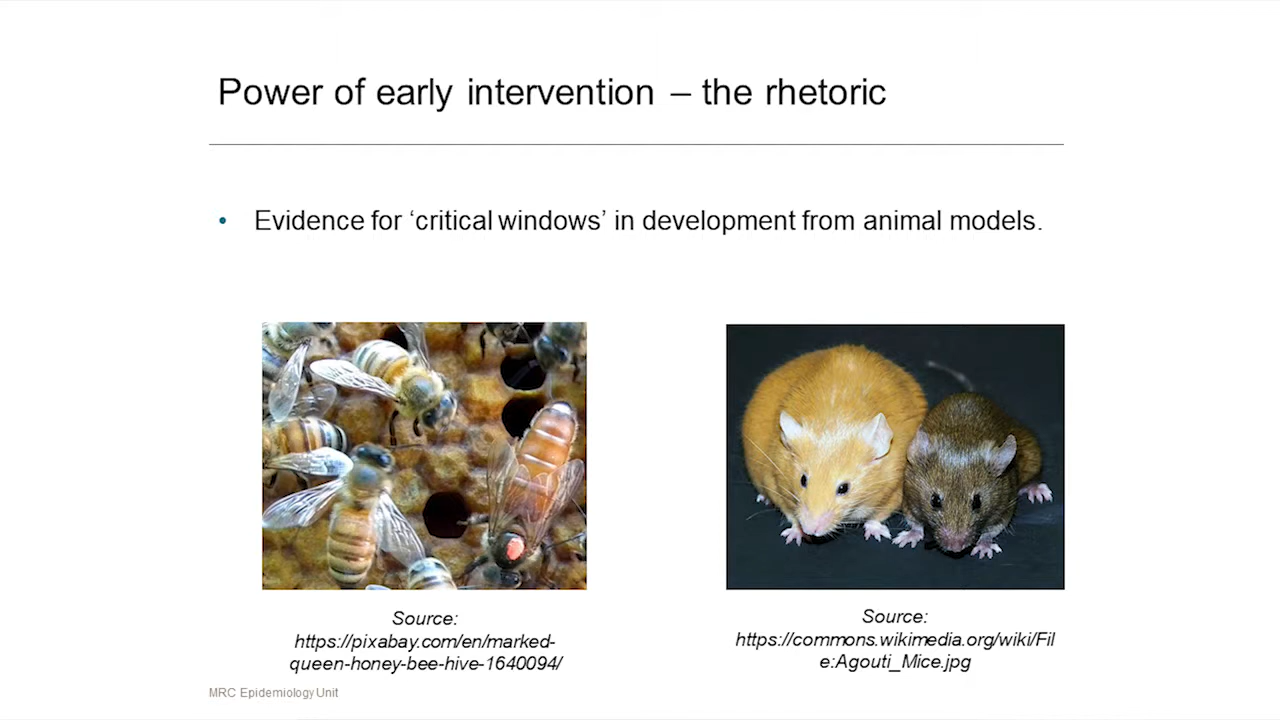 Power of early intervention – the rhetoric
• Evidence for ‘critical windows’ in development from animal models.
Source:
https://pixabay.com/en/marked-
queen-honey-bee-hive-1640094/
Source:
https://commons.wikimedia.org/wiki/Fil
e:Agouti_Mice.jpg
MRC Epidemiology Unit